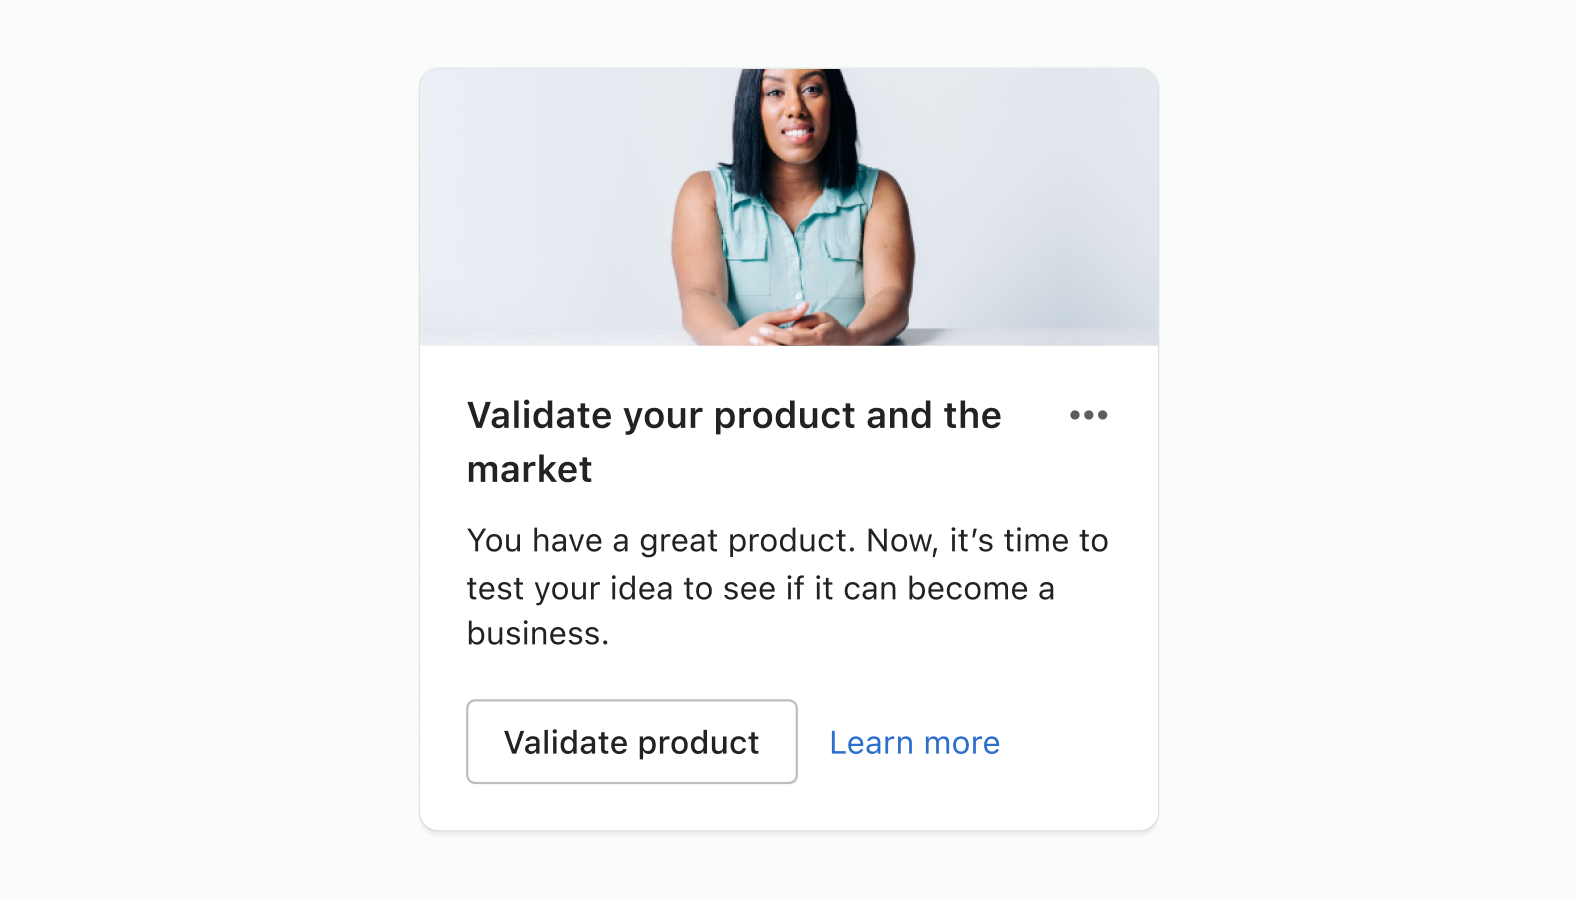 Validate your product and the
market
You have a great product. Now, it’s time to
test your idea to see if it can become a
business.
Validate product
Learn more